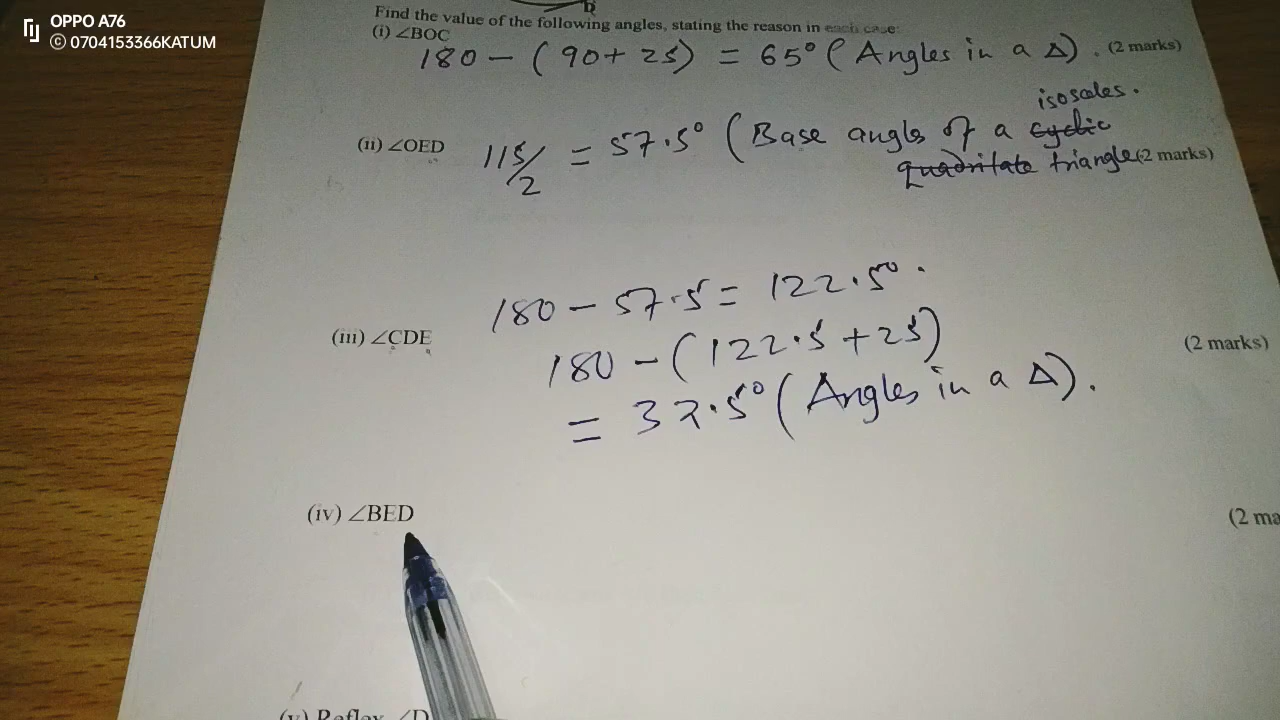 OPPO A76
© 0704153366KATUM
Find the value of the following angles, stating the reason in each case:
(i) ∠BOC
180 - (90+25) = 65° (Angles in a Δ). (2 marks)
isosceles.
(ii) ∠OED 115/2 = 57.5° (Base angles of a cyclic
quadrilate triangle (2 marks)
180 - 57.5 = 122.5°.
(iii) ∠CDE 180 - (122.5 + 25) (2 marks)
= 32.5° (Angles in a Δ).
(iv) ∠BED (2 ma
(v) Reflex ∠D